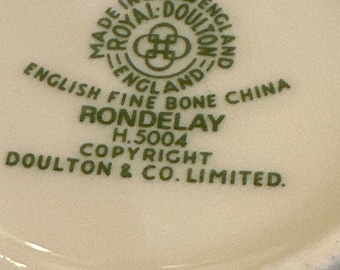 MADE IN ENGLAND
ROYAL·DOULTON
ENGLAND
ENGLISH FINE BONE CHINA
RONDELAY
H.5004
COPYRIGHT
DOULTON & CO. LIMITED.